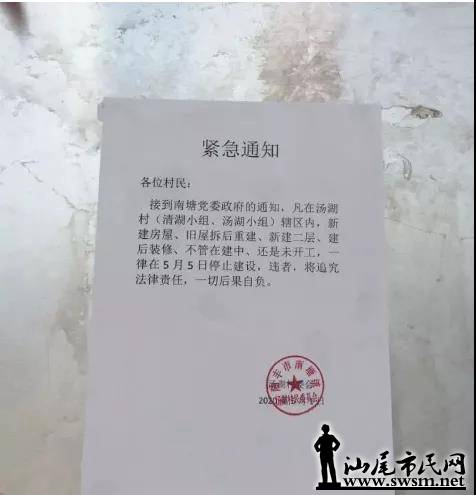 紧急通知
各位村民：
接到南塘党委政府的通知，凡在汤湖
村（清湖小组、汤湖小组）辖区内，新
建房屋、旧屋拆后重建、新建二层、建
后装修、不管在建中、还是未开工，一
律在5月5日停止建设，违者，将追究
法律责任，一切后果自负。
汕尾市民网
www.swsm.net